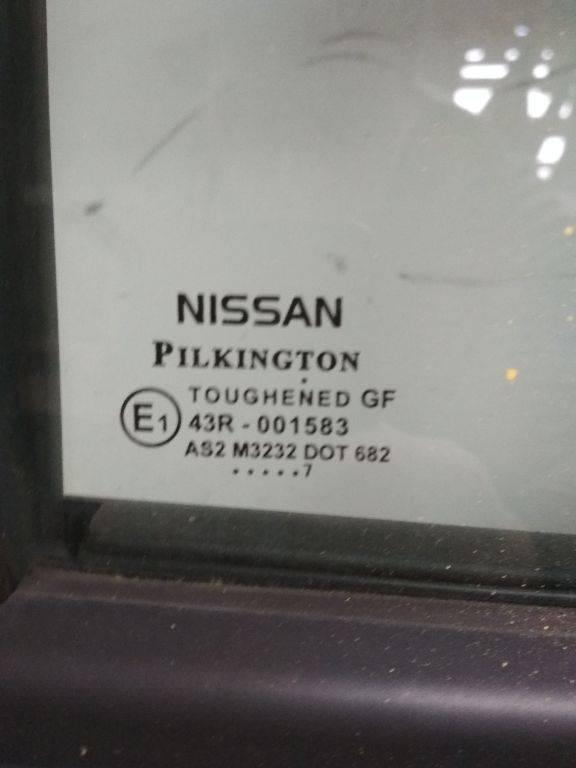 NISSAN
PILKINGTON
TOUGHENED GF
E1 43R - 001583
AS2 M3232 DOT 682
.....7